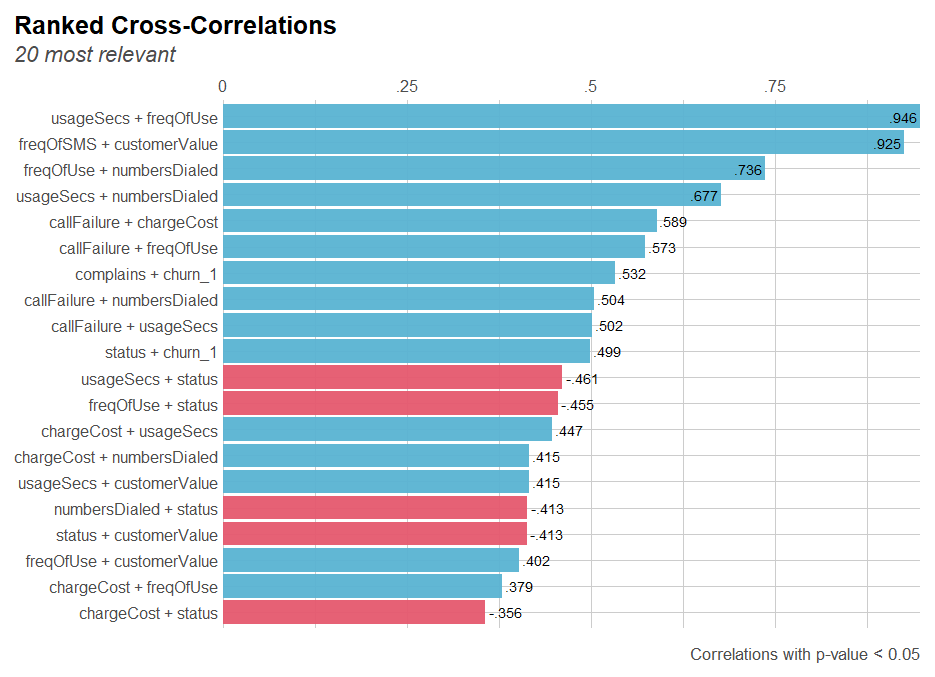 Ranked Cross-Correlations
20 most relevant
0 .25 .5 .75
usageSecs + freqOfUse .946
freqOfSMS + customerValue .925
freqOfUse + numbersDialed .736
usageSecs + numbersDialed .677
callFailure + chargeCost .589
callFailure + freqOfUse .573
complains + churn_1 .532
callFailure + numbersDialed .504
callFailure + usageSecs .502
status + churn_1 .499
usageSecs + status -.461
freqOfUse + status -.455
chargeCost + usageSecs .447
chargeCost + numbersDialed .415
usageSecs + customerValue .415
numbersDialed + status -.413
status + customerValue -.413
freqOfUse + customerValue .402
chargeCost + freqOfUse .379
chargeCost + status -.356
Correlations with p-value < 0.05